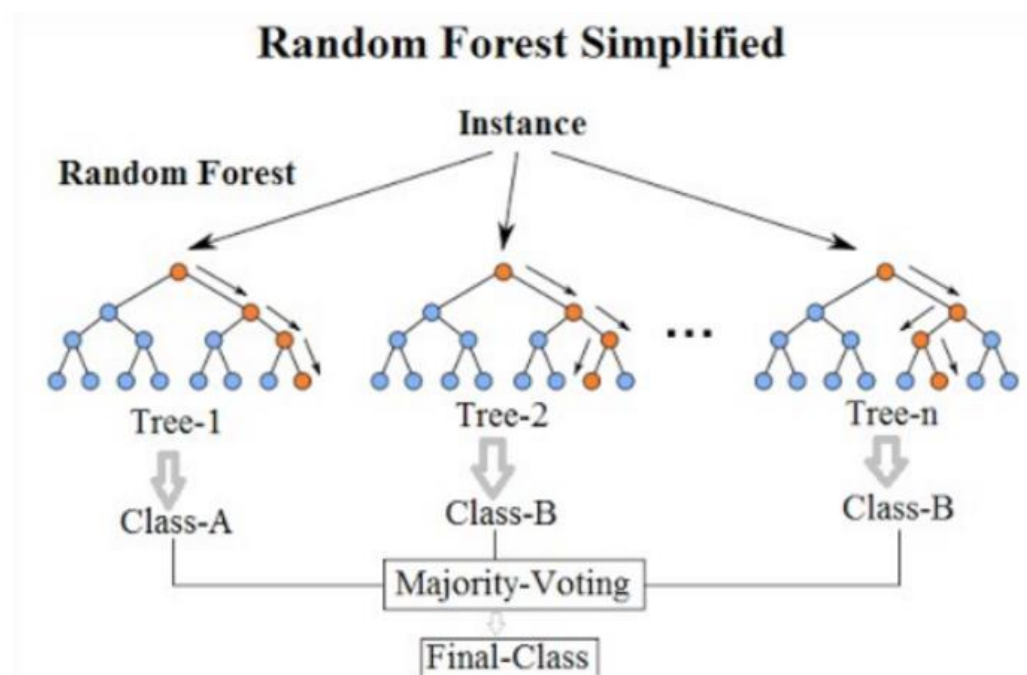 Random Forest Simplified
Instance
Random Forest
...
Tree-1
Tree-2
Tree-n
Class-A
Class-B
Class-B
Majority-Voting
Final-Class